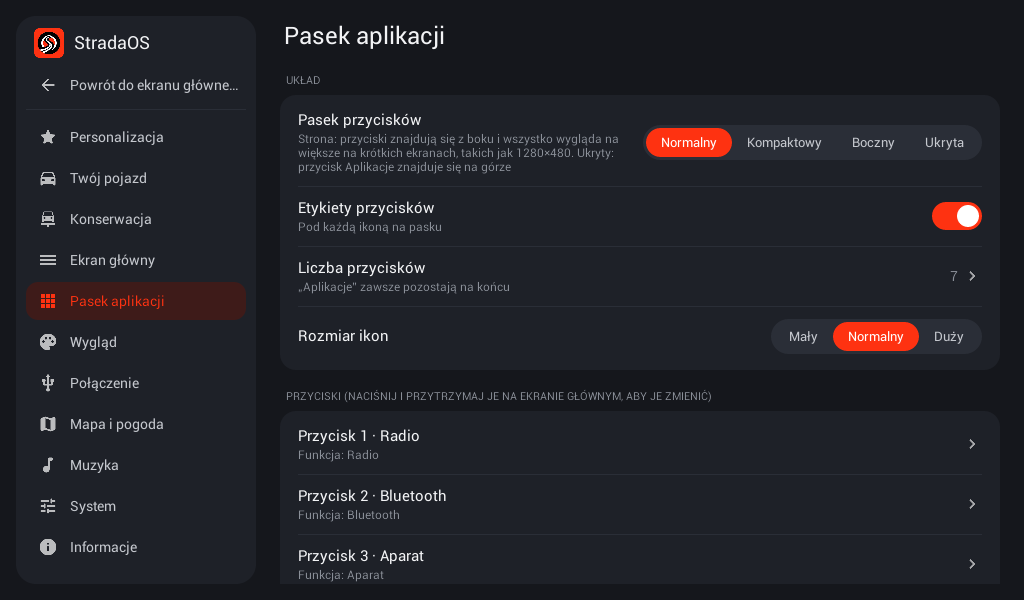 StradaOS
Powrót do ekranu główne...
Personalizacja
Twój pojazd
Konserwacja
Ekran główny
Pasek aplikacji
Wygląd
Połączenie
Mapa i pogoda
Muzyka
System
Informacje
Pasek aplikacji
UKŁAD
Pasek przycisków
Strona: przyciski znajdują się z boku i wszystko wygląda na
większe na krótkich ekranach, takich jak 1280×480. Ukryty:
przycisk Aplikacje znajduje się na górze
Normalny Kompaktowy Boczny Ukryta
Etykiety przycisków
Pod każdą ikoną na pasku
Liczba przycisków
„Aplikacje" zawsze pozostają na końcu
7
Rozmiar ikon
Mały Normalny Duży
PRZYCISKI (NACIŚNIJ I PRZYTRZYMAJ JE NA EKRANIE GŁÓWNYM, ABY JE ZMIENIĆ)
Przycisk 1 · Radio
Funkcja: Radio
Przycisk 2 · Bluetooth
Funkcja: Bluetooth
Przycisk 3 · Aparat
Funkcja: Aparat